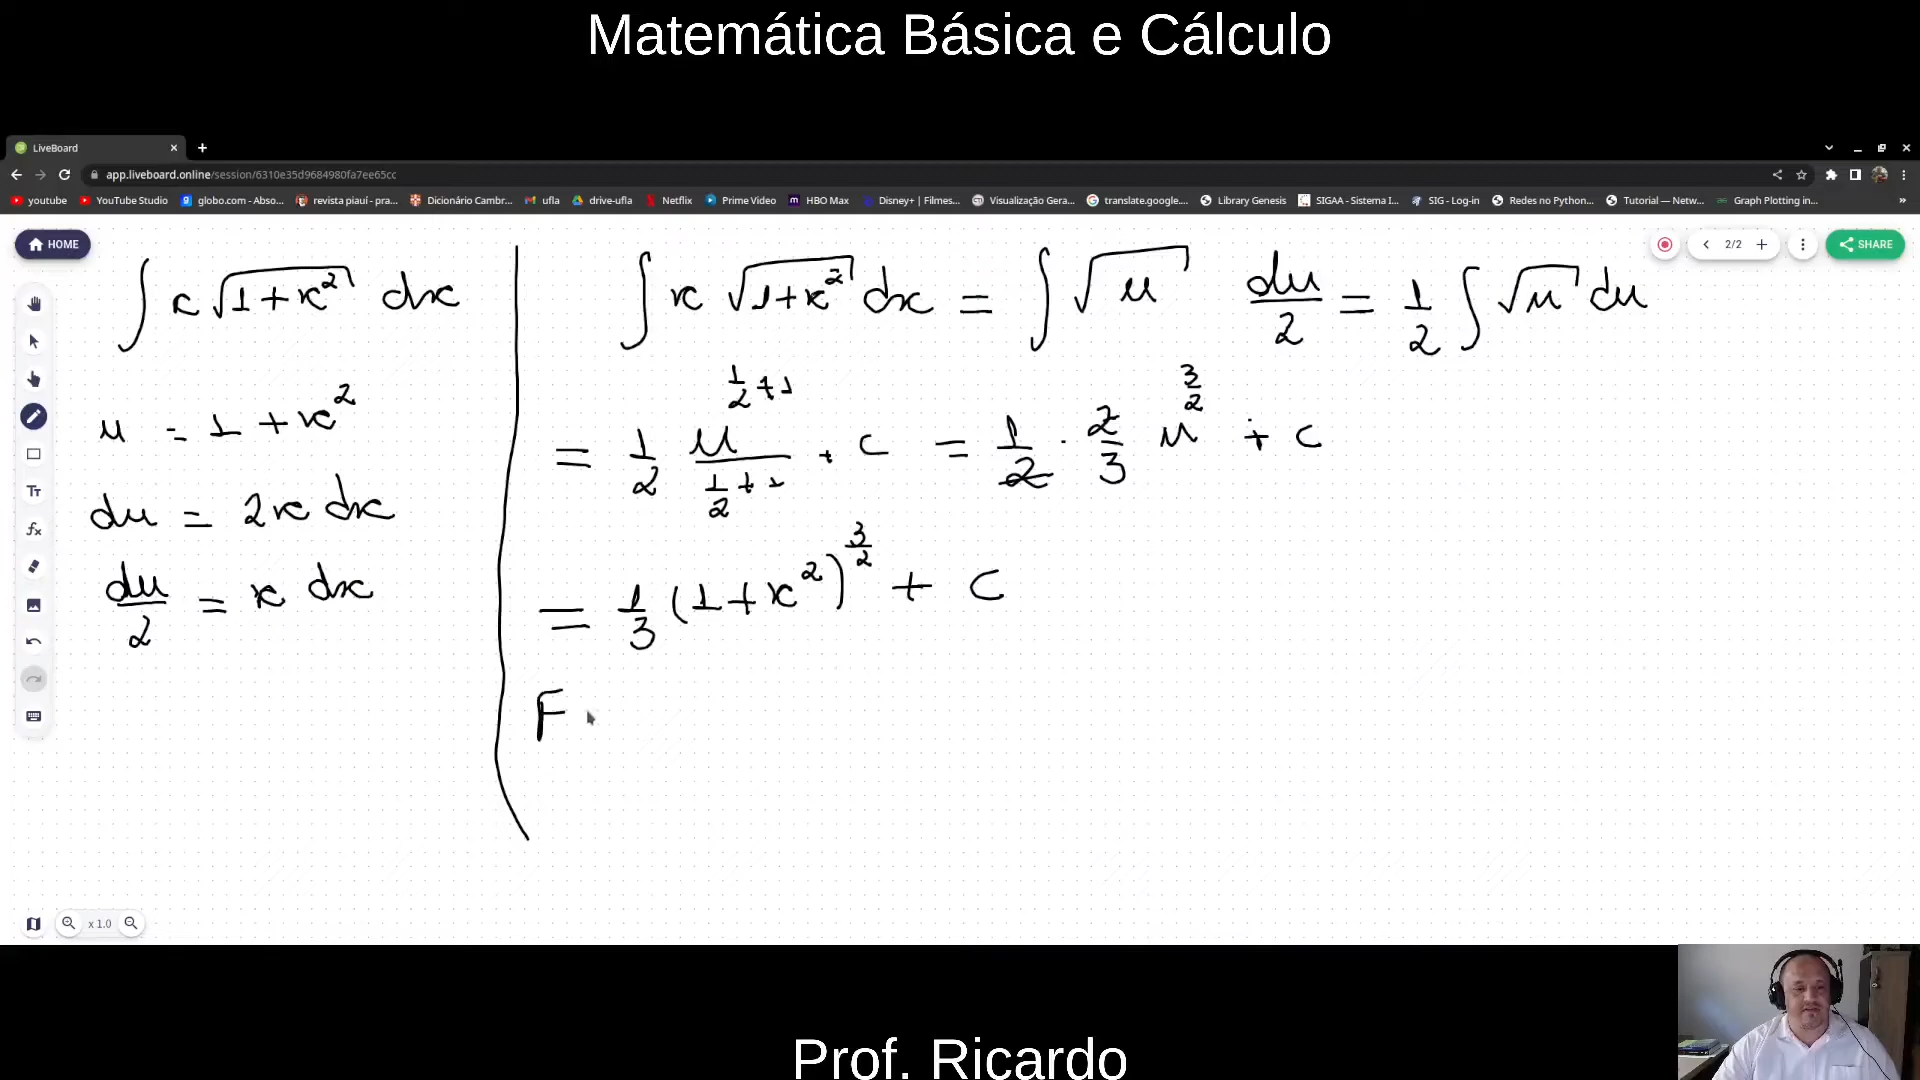 Matemática Básica e Cálculo
LiveBoard
app.liveboard.online/session/6310e35d9684980fa7ee65cc
youtube YouTube Studio globo.com - Abso... revista piauí - pra... Dicionário Cambr... ufla drive-ufla Netflix Prime Video HBO Max Disney+ | Filmes... Visualização Gera... translate.google.... Library Genesis SIGAA - Sistema I... SIG - Log-in Redes no Python... Tutorial — Netw... Graph Plotting in... »
HOME
2/2
SHARE
∫ x √(1+x²) dx
u = 1 + x²
du = 2x dx
du/2 = x dx
∫ x √(1+x²) dx = ∫ √u du/2 = 1/2 ∫ √u du
= 1/2 u^(1/2+1)/(1/2+1) + c = 1/2 · 2/3 u^(3/2) + c
= 1/3 (1+x²)^(3/2) + c
F
x 1.0
Prof. Ricardo